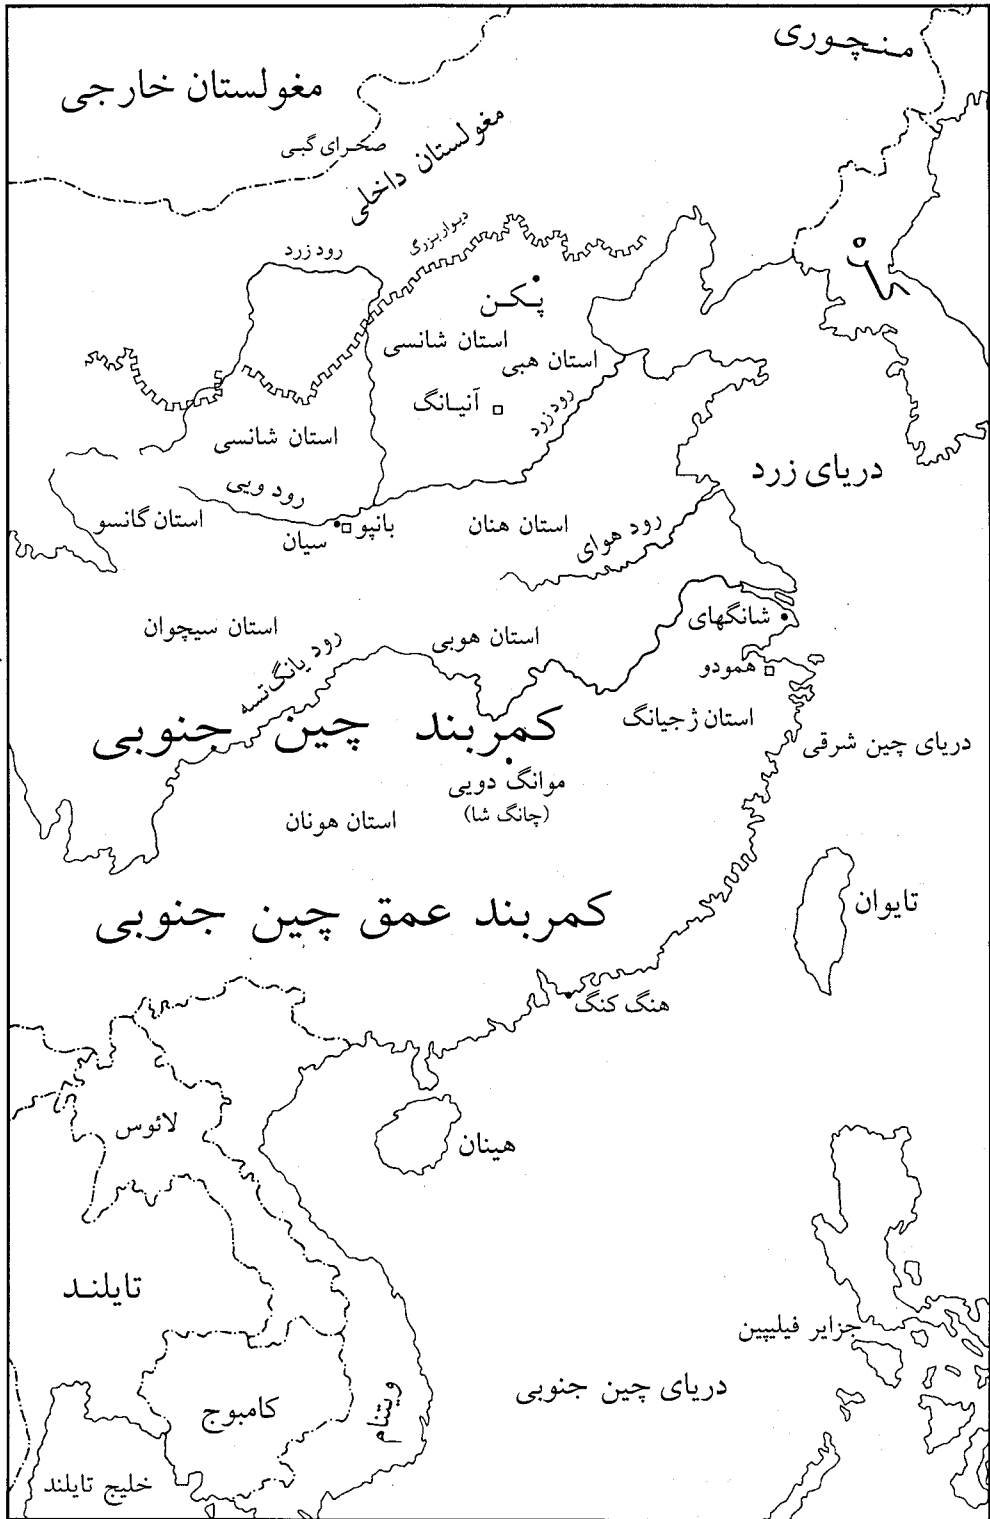 منچوری
مغولستان خارجی
صحرای گبی
مغولستان داخلی
دیوار بزرگ
رود زرد
کره
پکن
استان شانسی
استان هبی
آنیانگ
رود زرد
استان شانسی
دریای زرد
رود ویی
استان گانسو
بانپو
سیان
استان هنان
رود هوای
شانگهای
استان سیچوان
استان هوبی
رود یانگ‌تسه
همودو
استان ژجیانگ
کمربند چین جنوبی
دریای چین شرقی
موانگ دویی
(چانگ شا)
استان هونان
تایوان
کمربند عمق چین جنوبی
هنگ کنگ
لائوس
هینان
تایلند
جزایر فیلیپین
دریای چین جنوبی
ویتنام
کامبوج
خلیج تایلند